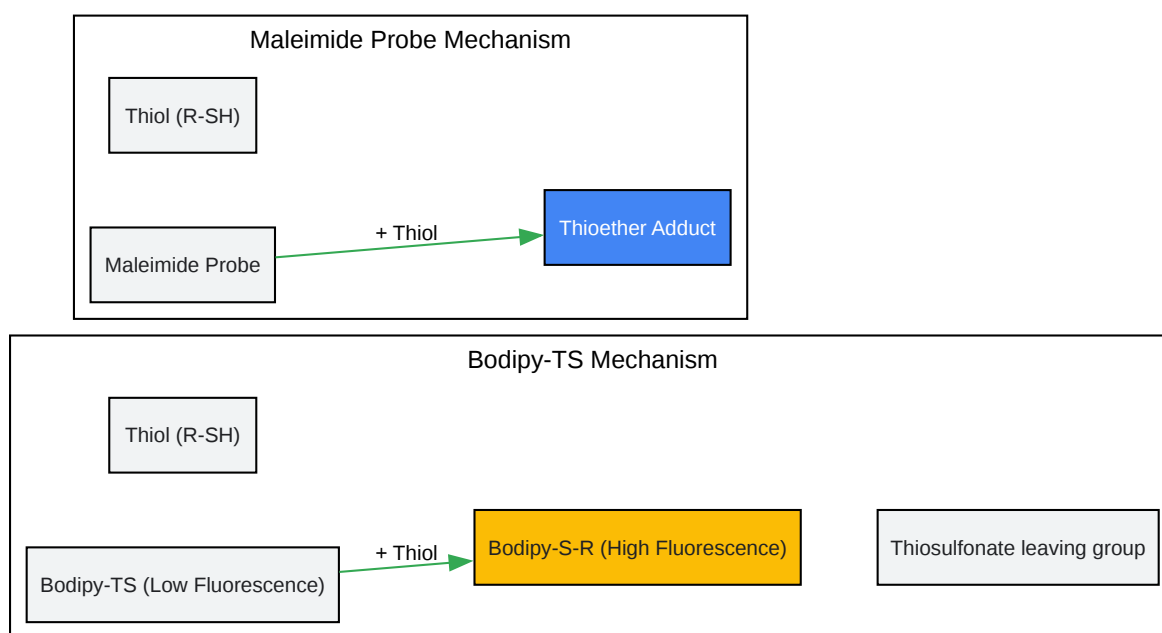 Maleimide Probe Mechanism
Thiol (R-SH)
Thioether Adduct
+ Thiol
Maleimide Probe
Bodipy-TS Mechanism
Thiol (R-SH)
Bodipy-S-R (High Fluorescence)
Thiosulfonate leaving group
+ Thiol
Bodipy-TS (Low Fluorescence)